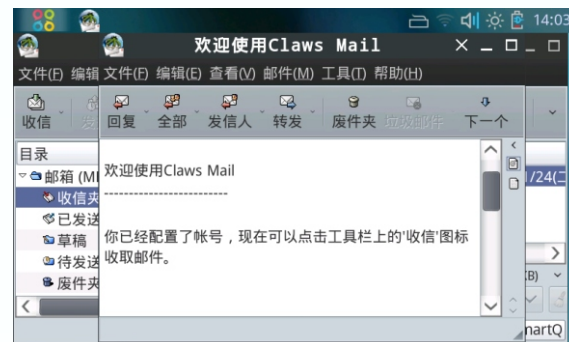 14:03
欢迎使用Claws Mail
文件(F) 编辑
文件(F) 编辑(E) 查看(V) 邮件(M) 工具(T) 帮助(H)
收信
回复 全部 发信人 转发 废件夹 垃圾邮件 下一个
目录
邮箱
收信夹
已发送
草稿
待发送
废件夹
欢迎使用Claws Mail
-------------------------
你已经配置了帐号，现在可以点击工具栏上的'收信'图标
收取邮件。